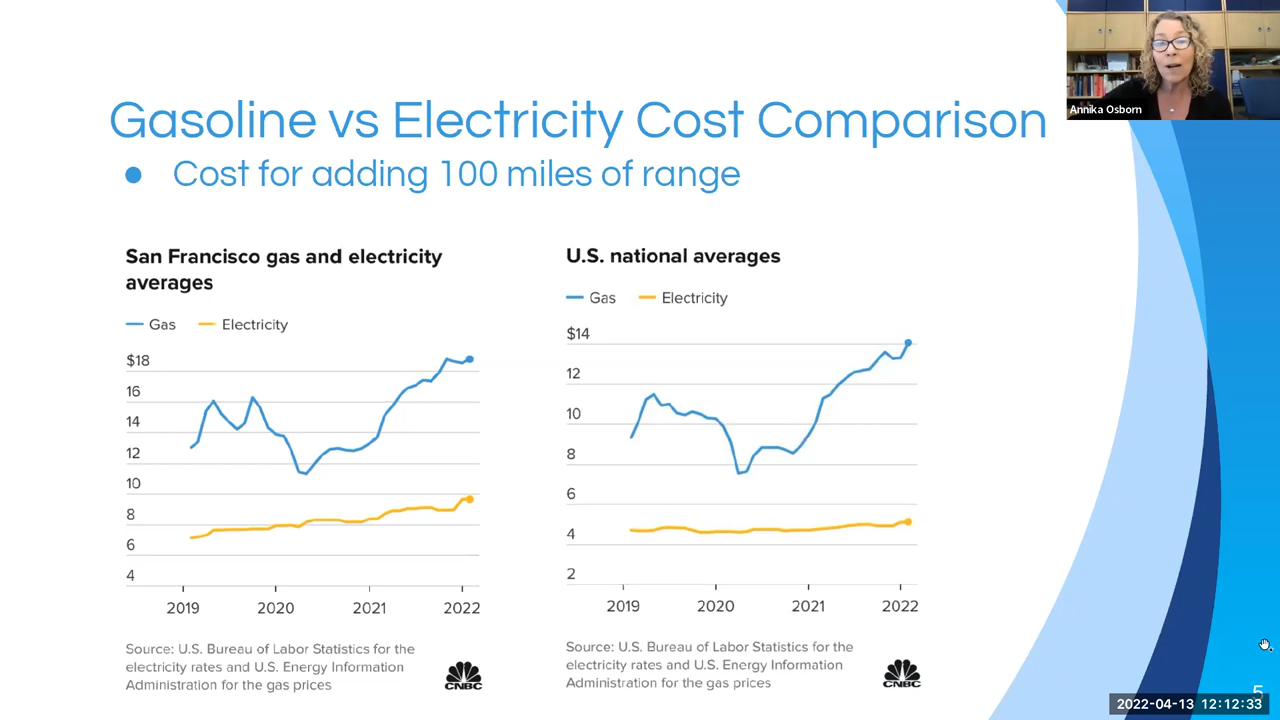 Annika Osborn
Gasoline vs Electricity Cost Comparison
● Cost for adding 100 miles of range
San Francisco gas and electricity
averages
Gas Electricity
$18
16
14
12
10
8
6
4
2019 2020 2021 2022
Source: U.S. Bureau of Labor Statistics for the
electricity rates and U.S. Energy Information
Administration for the gas prices
CNBC
U.S. national averages
Gas Electricity
$14
12
10
8
6
4
2
2019 2020 2021 2022
Source: U.S. Bureau of Labor Statistics for the
electricity rates and U.S. Energy Information
Administration for the gas prices
CNBC
5
2022-04-13 12:12:33